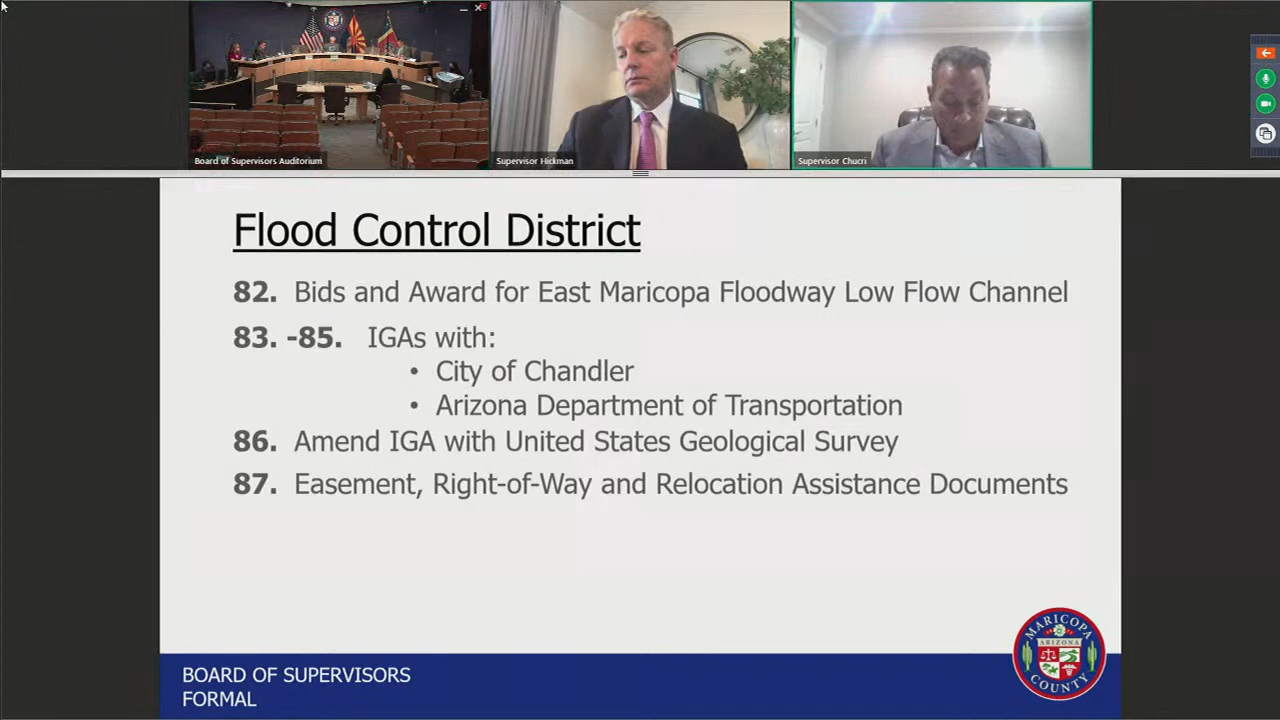 Board of Supervisors Auditorium
Supervisor Hickman
Supervisor Chucri
Flood Control District
82. Bids and Award for East Maricopa Floodway Low Flow Channel
83. -85. IGAs with:
• City of Chandler
• Arizona Department of Transportation
86. Amend IGA with United States Geological Survey
87. Easement, Right-of-Way and Relocation Assistance Documents
BOARD OF SUPERVISORS
FORMAL
MARICOPA
ARIZONA
COUNTY